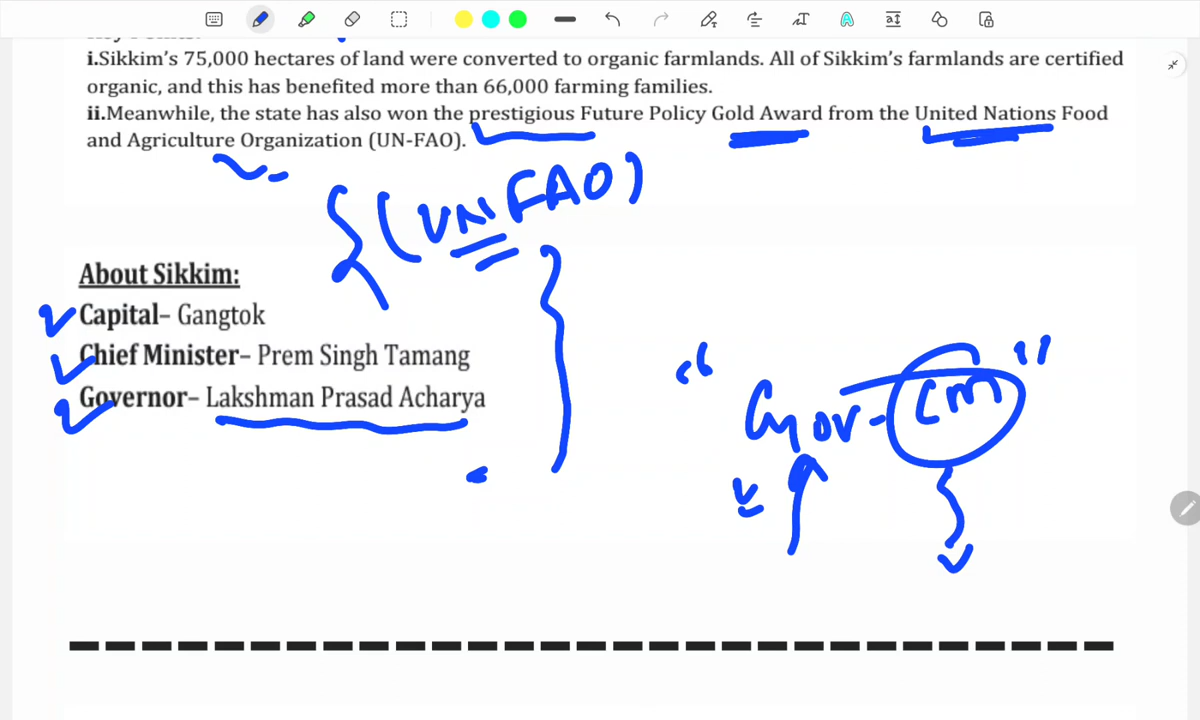 i.Sikkim's 75,000 hectares of land were converted to organic farmlands. All of Sikkim's farmlands are certified
organic, and this has benefited more than 66,000 farming families.
ii.Meanwhile, the state has also won the prestigious Future Policy Gold Award from the United Nations Food
and Agriculture Organization (UN-FAO).
(UN FAO)
About Sikkim:
Capital– Gangtok
Chief Minister– Prem Singh Tamang
Governor– Lakshman Prasad Acharya
"Gov - CM"